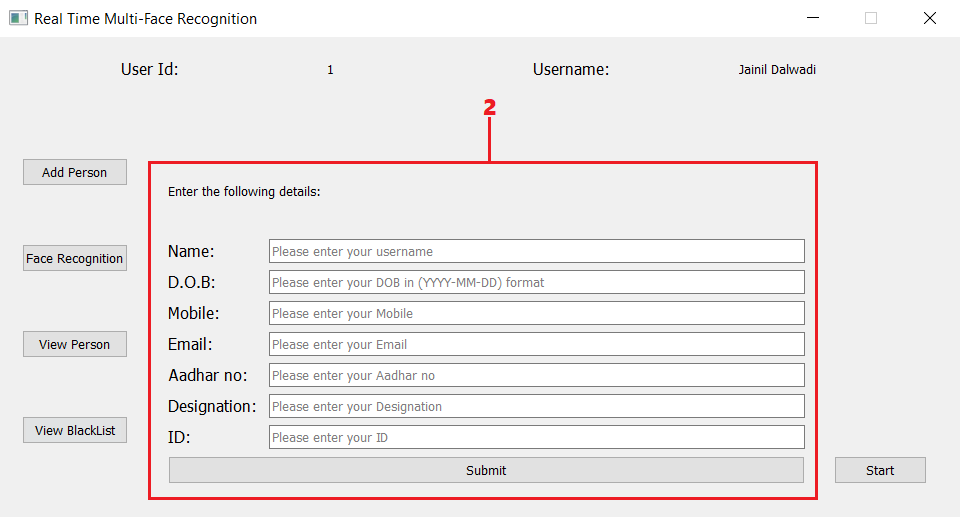 Real Time Multi-Face Recognition
User Id: 1 Username: Jainil Dalwadi
2
Add Person
Face Recognition
View Person
View BlackList
Enter the following details:
Name: Please enter your username
D.O.B: Please enter your DOB in (YYYY-MM-DD) format
Mobile: Please enter your Mobile
Email: Please enter your Email
Aadhar no: Please enter your Aadhar no
Designation: Please enter your Designation
ID: Please enter your ID
Submit
Start